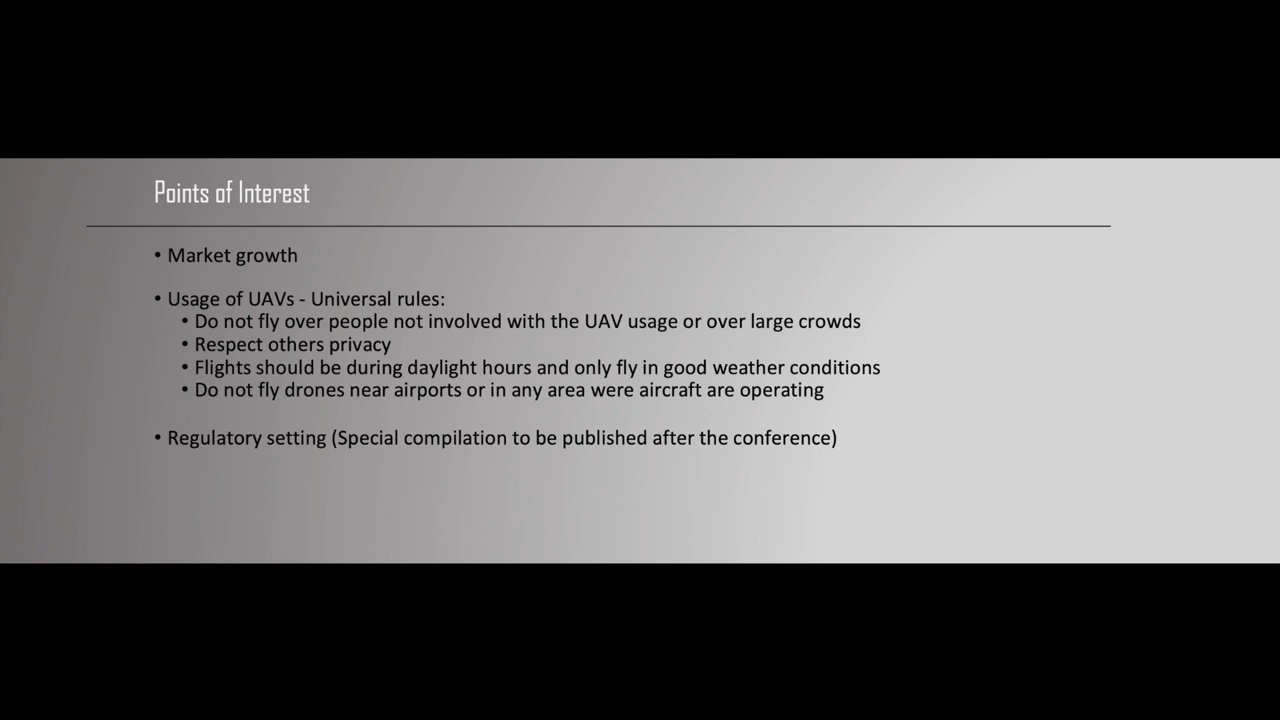 Points of Interest
• Market growth
• Usage of UAVs - Universal rules:
• Do not fly over people not involved with the UAV usage or over large crowds
• Respect others privacy
• Flights should be during daylight hours and only fly in good weather conditions
• Do not fly drones near airports or in any area were aircraft are operating
• Regulatory setting (Special compilation to be published after the conference)